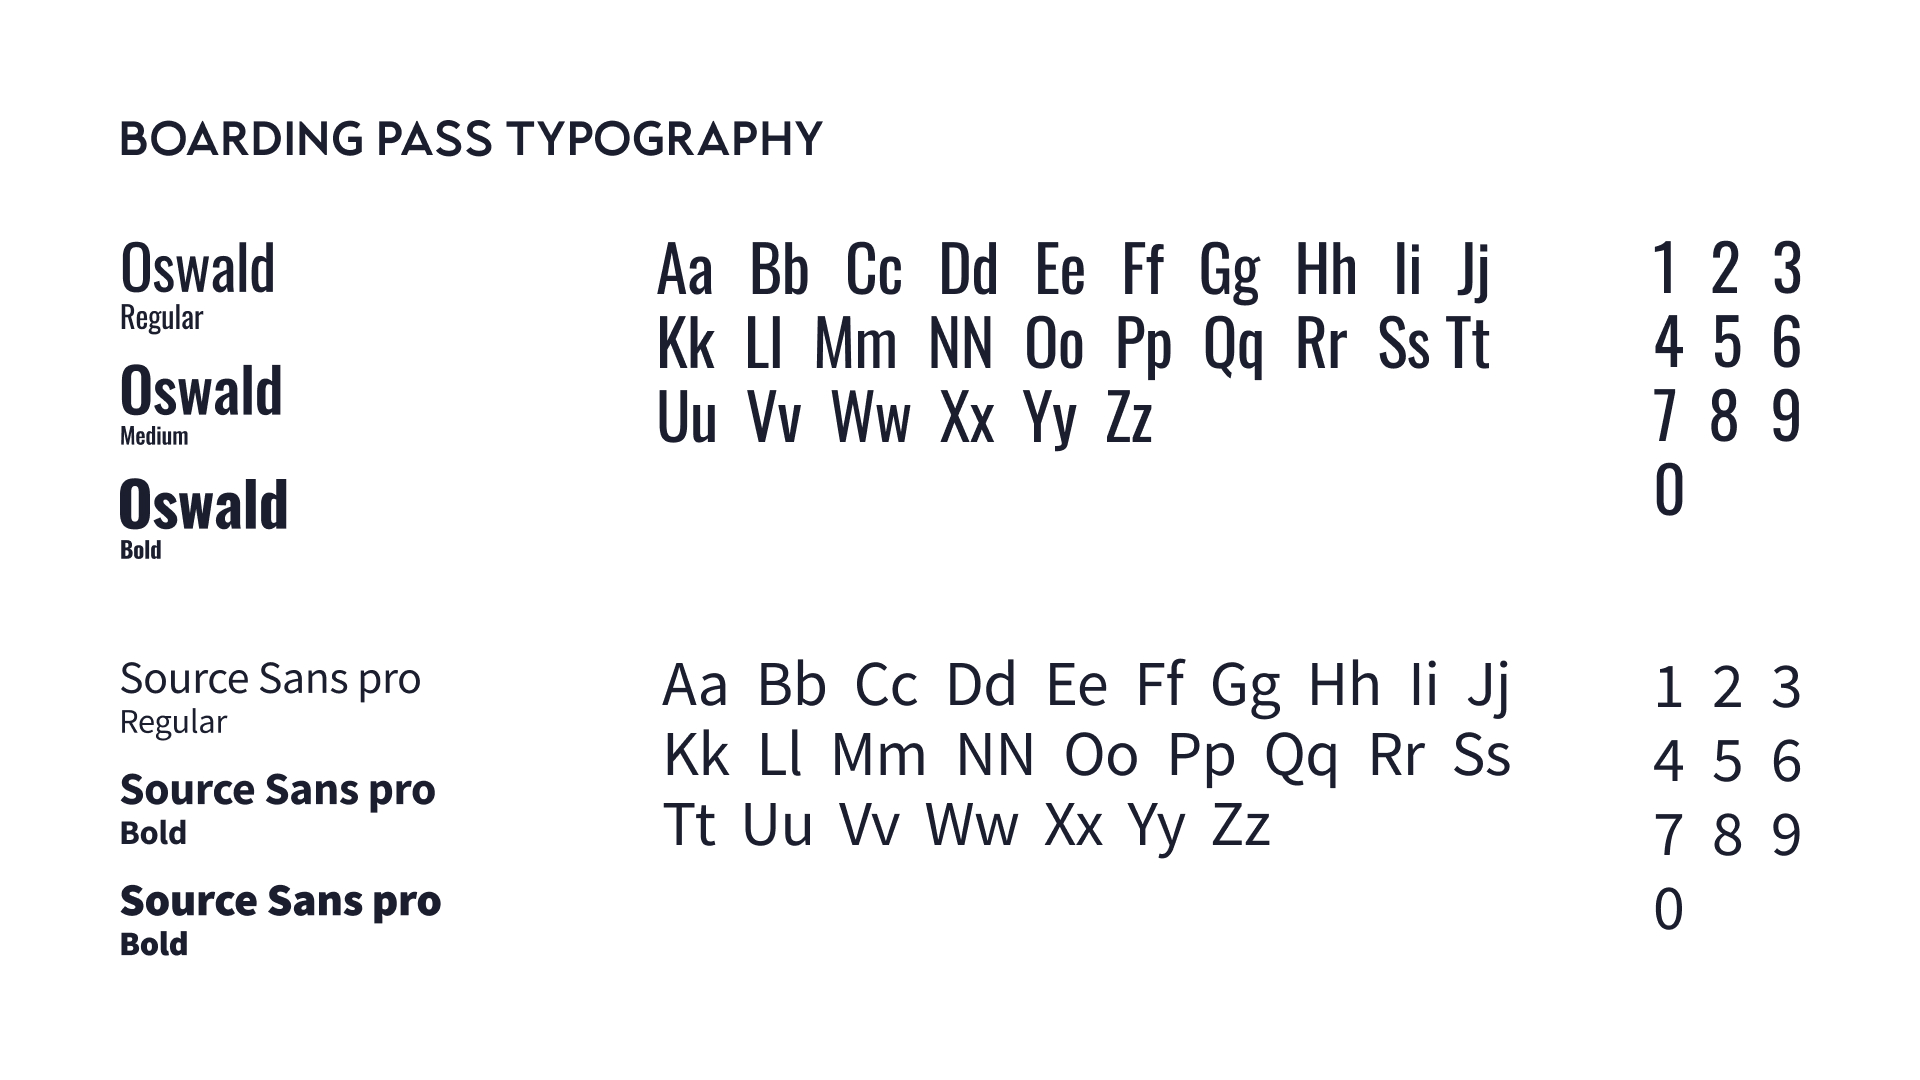 BOARDING PASS TYPOGRAPHY
Oswald
Regular
Oswald
Medium
Oswald
Bold
Aa Bb Cc Dd Ee Ff Gg Hh Ii Jj
Kk Ll Mm NN Oo Pp Qq Rr Ss Tt
Uu Vv Ww Xx Yy Zz
1 2 3
4 5 6
7 8 9
0
Source Sans pro
Regular
Source Sans pro
Bold
Source Sans pro
Bold
Aa Bb Cc Dd Ee Ff Gg Hh Ii Jj
Kk Ll Mm NN Oo Pp Qq Rr Ss
Tt Uu Vv Ww Xx Yy Zz
1 2 3
4 5 6
7 8 9
0